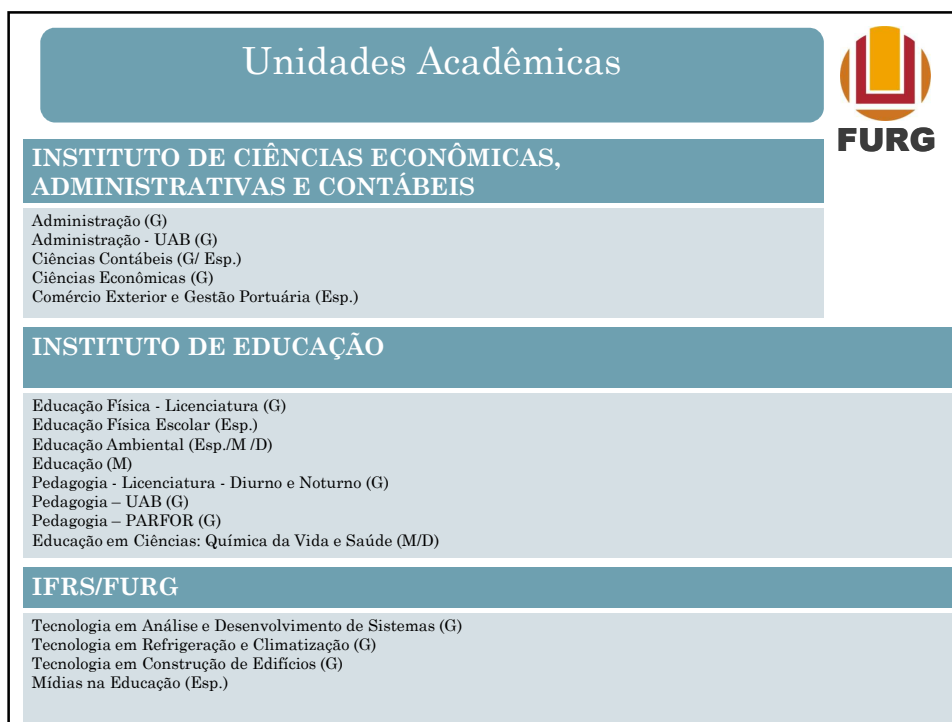 Unidades Acadêmicas
FURG
INSTITUTO DE CIÊNCIAS ECONÔMICAS,
ADMINISTRATIVAS E CONTÁBEIS
Administração (G)
Administração - UAB (G)
Ciências Contábeis (G/ Esp.)
Ciências Econômicas (G)
Comércio Exterior e Gestão Portuária (Esp.)
INSTITUTO DE EDUCAÇÃO
Educação Física - Licenciatura (G)
Educação Física Escolar (Esp.)
Educação Ambiental (Esp./M /D)
Educação (M)
Pedagogia - Licenciatura - Diurno e Noturno (G)
Pedagogia – UAB (G)
Pedagogia – PARFOR (G)
Educação em Ciências: Química da Vida e Saúde (M/D)
IFRS/FURG
Tecnologia em Análise e Desenvolvimento de Sistemas (G)
Tecnologia em Refrigeração e Climatização (G)
Tecnologia em Construção de Edifícios (G)
Mídias na Educação (Esp.)